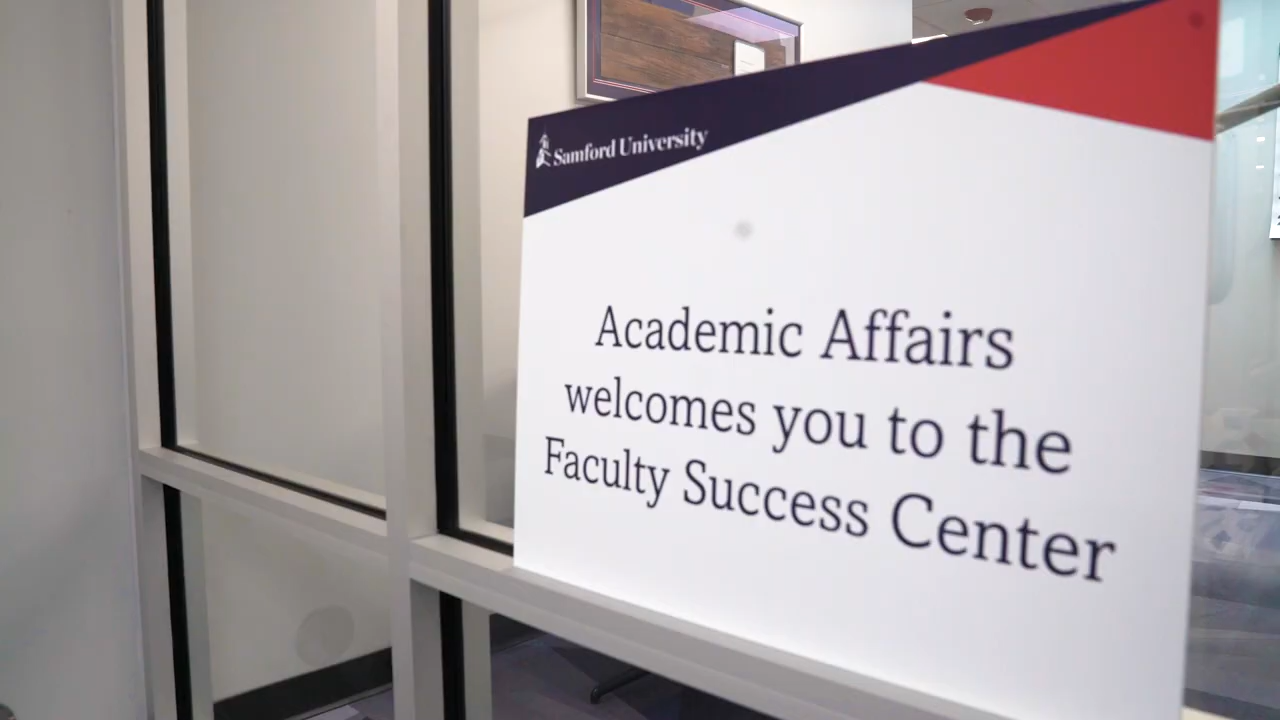 Samford University
Academic Affairs
welcomes you to the
Faculty Success Center